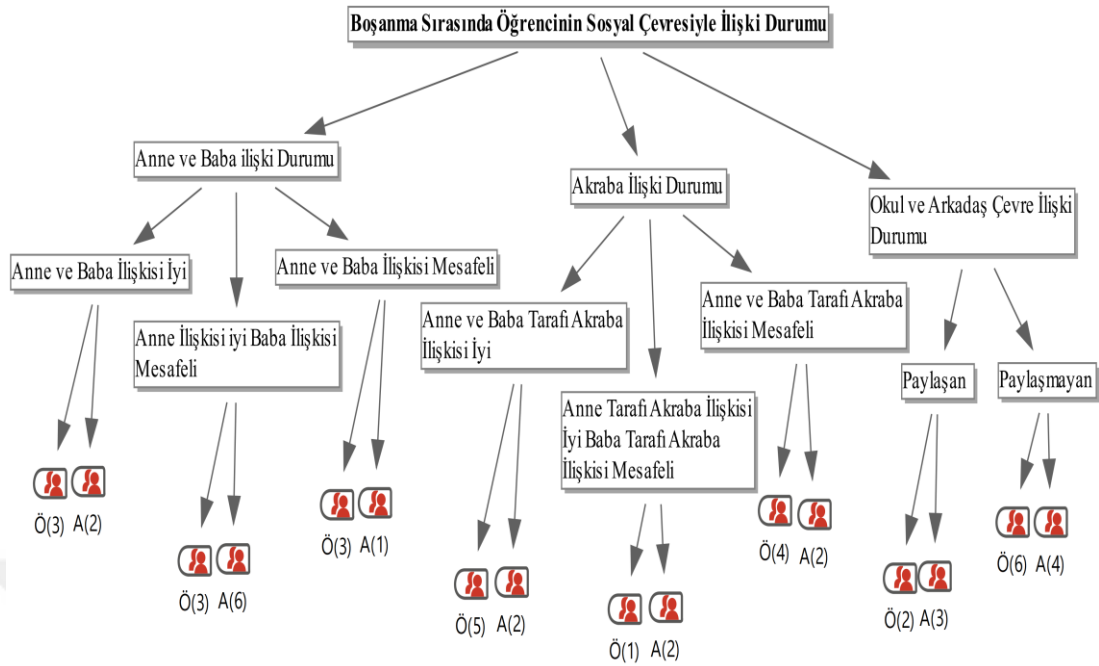 Boşanma Sırasında Öğrencinin Sosyal Çevresiyle İlişki Durumu
Anne ve Baba ilişki Durumu
Akraba İlişki Durumu
Okul ve Arkadaş Çevre İlişki
Durumu
Anne ve Baba İlişkisi İyi
Anne İlişkisi iyi Baba İlişkisi
Mesafeli
Anne ve Baba İlişkisi Mesafeli
Anne ve Baba Tarafı Akraba
İlişkisi İyi
Anne Tarafı Akraba İlişkisi
İyi Baba Tarafı Akraba
İlişkisi Mesafeli
Anne ve Baba Tarafı Akraba
İlişkisi Mesafeli
Paylaşan
Paylaşmayan
Ö(3) A(2)
Ö(3) A(6)
Ö(3) A(1)
Ö(5) A(2)
Ö(1) A(2)
Ö(4) A(2)
Ö(2) A(3)
Ö(6) A(4)